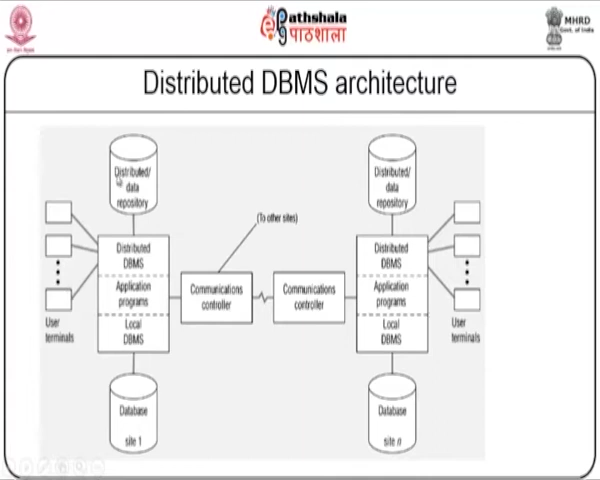 Pathshala
पाठशाला
MHRD
Govt. of India
Distributed DBMS architecture
Distributed/
data
repository
Distributed/
data
repository
(To other sites)
Distributed
DBMS
Application
programs
Local
DBMS
Communications
controller
Communications
controller
Distributed
DBMS
Application
programs
Local
DBMS
User
terminals
User
terminals
Database
site 1
Database
site n